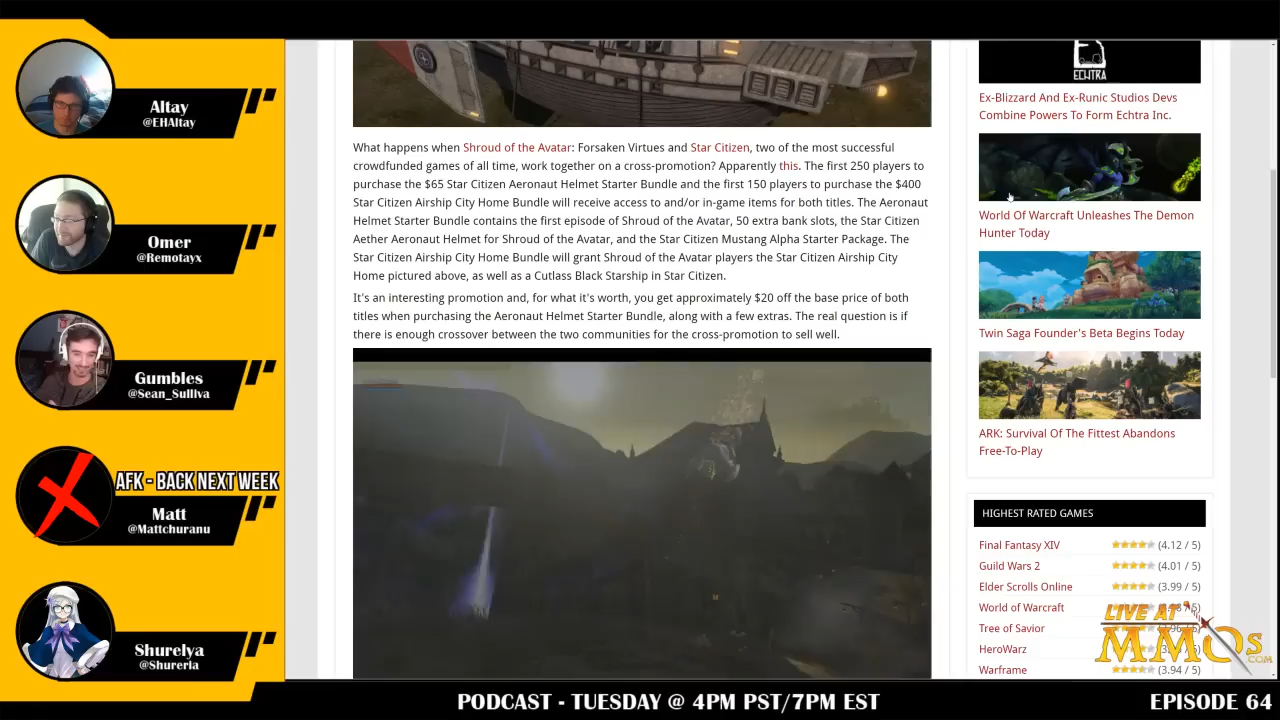 Altay
@EHAltay
Omer
@Remotayx
Gumbles
@Sean_Sulliva
AFK - BACK NEXT WEEK
Matt
@Mattchuranu
Shurelya
@Shureria
What happens when Shroud of the Avatar: Forsaken Virtues and Star Citizen, two of the most successful
crowdfunded games of all time, work together on a cross-promotion? Apparently this. The first 250 players to
purchase the $65 Star Citizen Aeronaut Helmet Starter Bundle and the first 150 players to purchase the $400
Star Citizen Airship City Home Bundle will receive access to and/or in-game items for both titles. The Aeronaut
Helmet Starter Bundle contains the first episode of Shroud of the Avatar, 50 extra bank slots, the Star Citizen
Aether Aeronaut Helmet for Shroud of the Avatar, and the Star Citizen Mustang Alpha Starter Package. The
Star Citizen Airship City Home Bundle will grant Shroud of the Avatar players the Star Citizen Airship City
Home pictured above, as well as a Cutlass Black Starship in Star Citizen.
It's an interesting promotion and, for what it's worth, you get approximately $20 off the base price of both
titles when purchasing the Aeronaut Helmet Starter Bundle, along with a few extras. The real question is if
there is enough crossover between the two communities for the cross-promotion to sell well.
ECHTRA
Ex-Blizzard And Ex-Runic Studios Devs
Combine Powers To Form Echtra Inc.
World Of Warcraft Unleashes The Demon
Hunter Today
Twin Saga Founder's Beta Begins Today
ARK: Survival Of The Fittest Abandons
Free-To-Play
HIGHEST RATED GAMES
Final Fantasy XIV (4.12 / 5)
Guild Wars 2 (4.01 / 5)
Elder Scrolls Online (3.99 / 5)
World of Warcraft
Tree of Savior
HeroWarz
Warframe (3.94 / 5)
LIVE AT
MMOs
.COM
PODCAST - TUESDAY @ 4PM PST/7PM EST
EPISODE 64